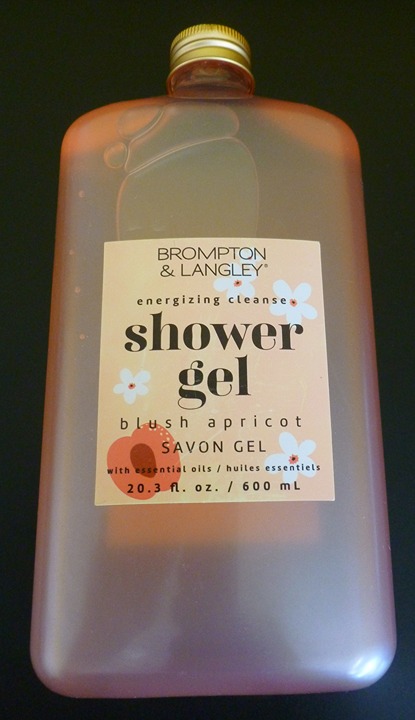 BROMPTON
& LANGLEY®
energizing cleanse
shower
gel
blush apricot
SAVON GEL
with essential oils / huiles essentiels
20.3 fl. oz. / 600 mL